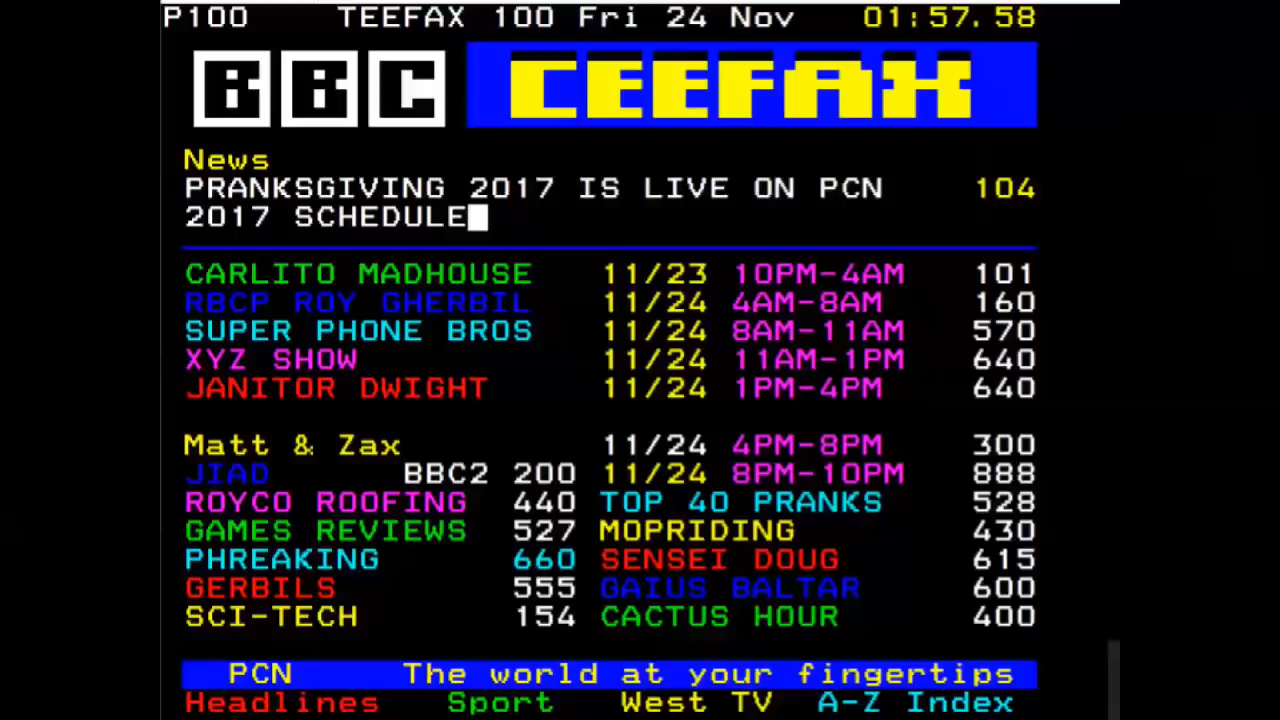 P100 TEEFAX 100 Fri 24 Nov 01:57.58
BBC CEEFAX
News
PRANKSGIVING 2017 IS LIVE ON PCN 104
2017 SCHEDULE
CARLITO MADHOUSE 11/23 10PM-4AM 101
RBCP ROY GHERBIL 11/24 4AM-8AM 160
SUPER PHONE BROS 11/24 8AM-11AM 570
XYZ SHOW 11/24 11AM-1PM 640
JANITOR DWIGHT 11/24 1PM-4PM 640
Matt & Zax 11/24 4PM-8PM 300
JIAD BBC2 200 11/24 8PM-10PM 888
ROYCO ROOFING 440 TOP 40 PRANKS 528
GAMES REVIEWS 527 MOPRIDING 430
PHREAKING 660 SENSEI DOUG 615
GERBILS 555 GAIUS BALTAR 600
SCI-TECH 154 CACTUS HOUR 400
PCN The world at your fingertips
Headlines Sport West TV A-Z Index